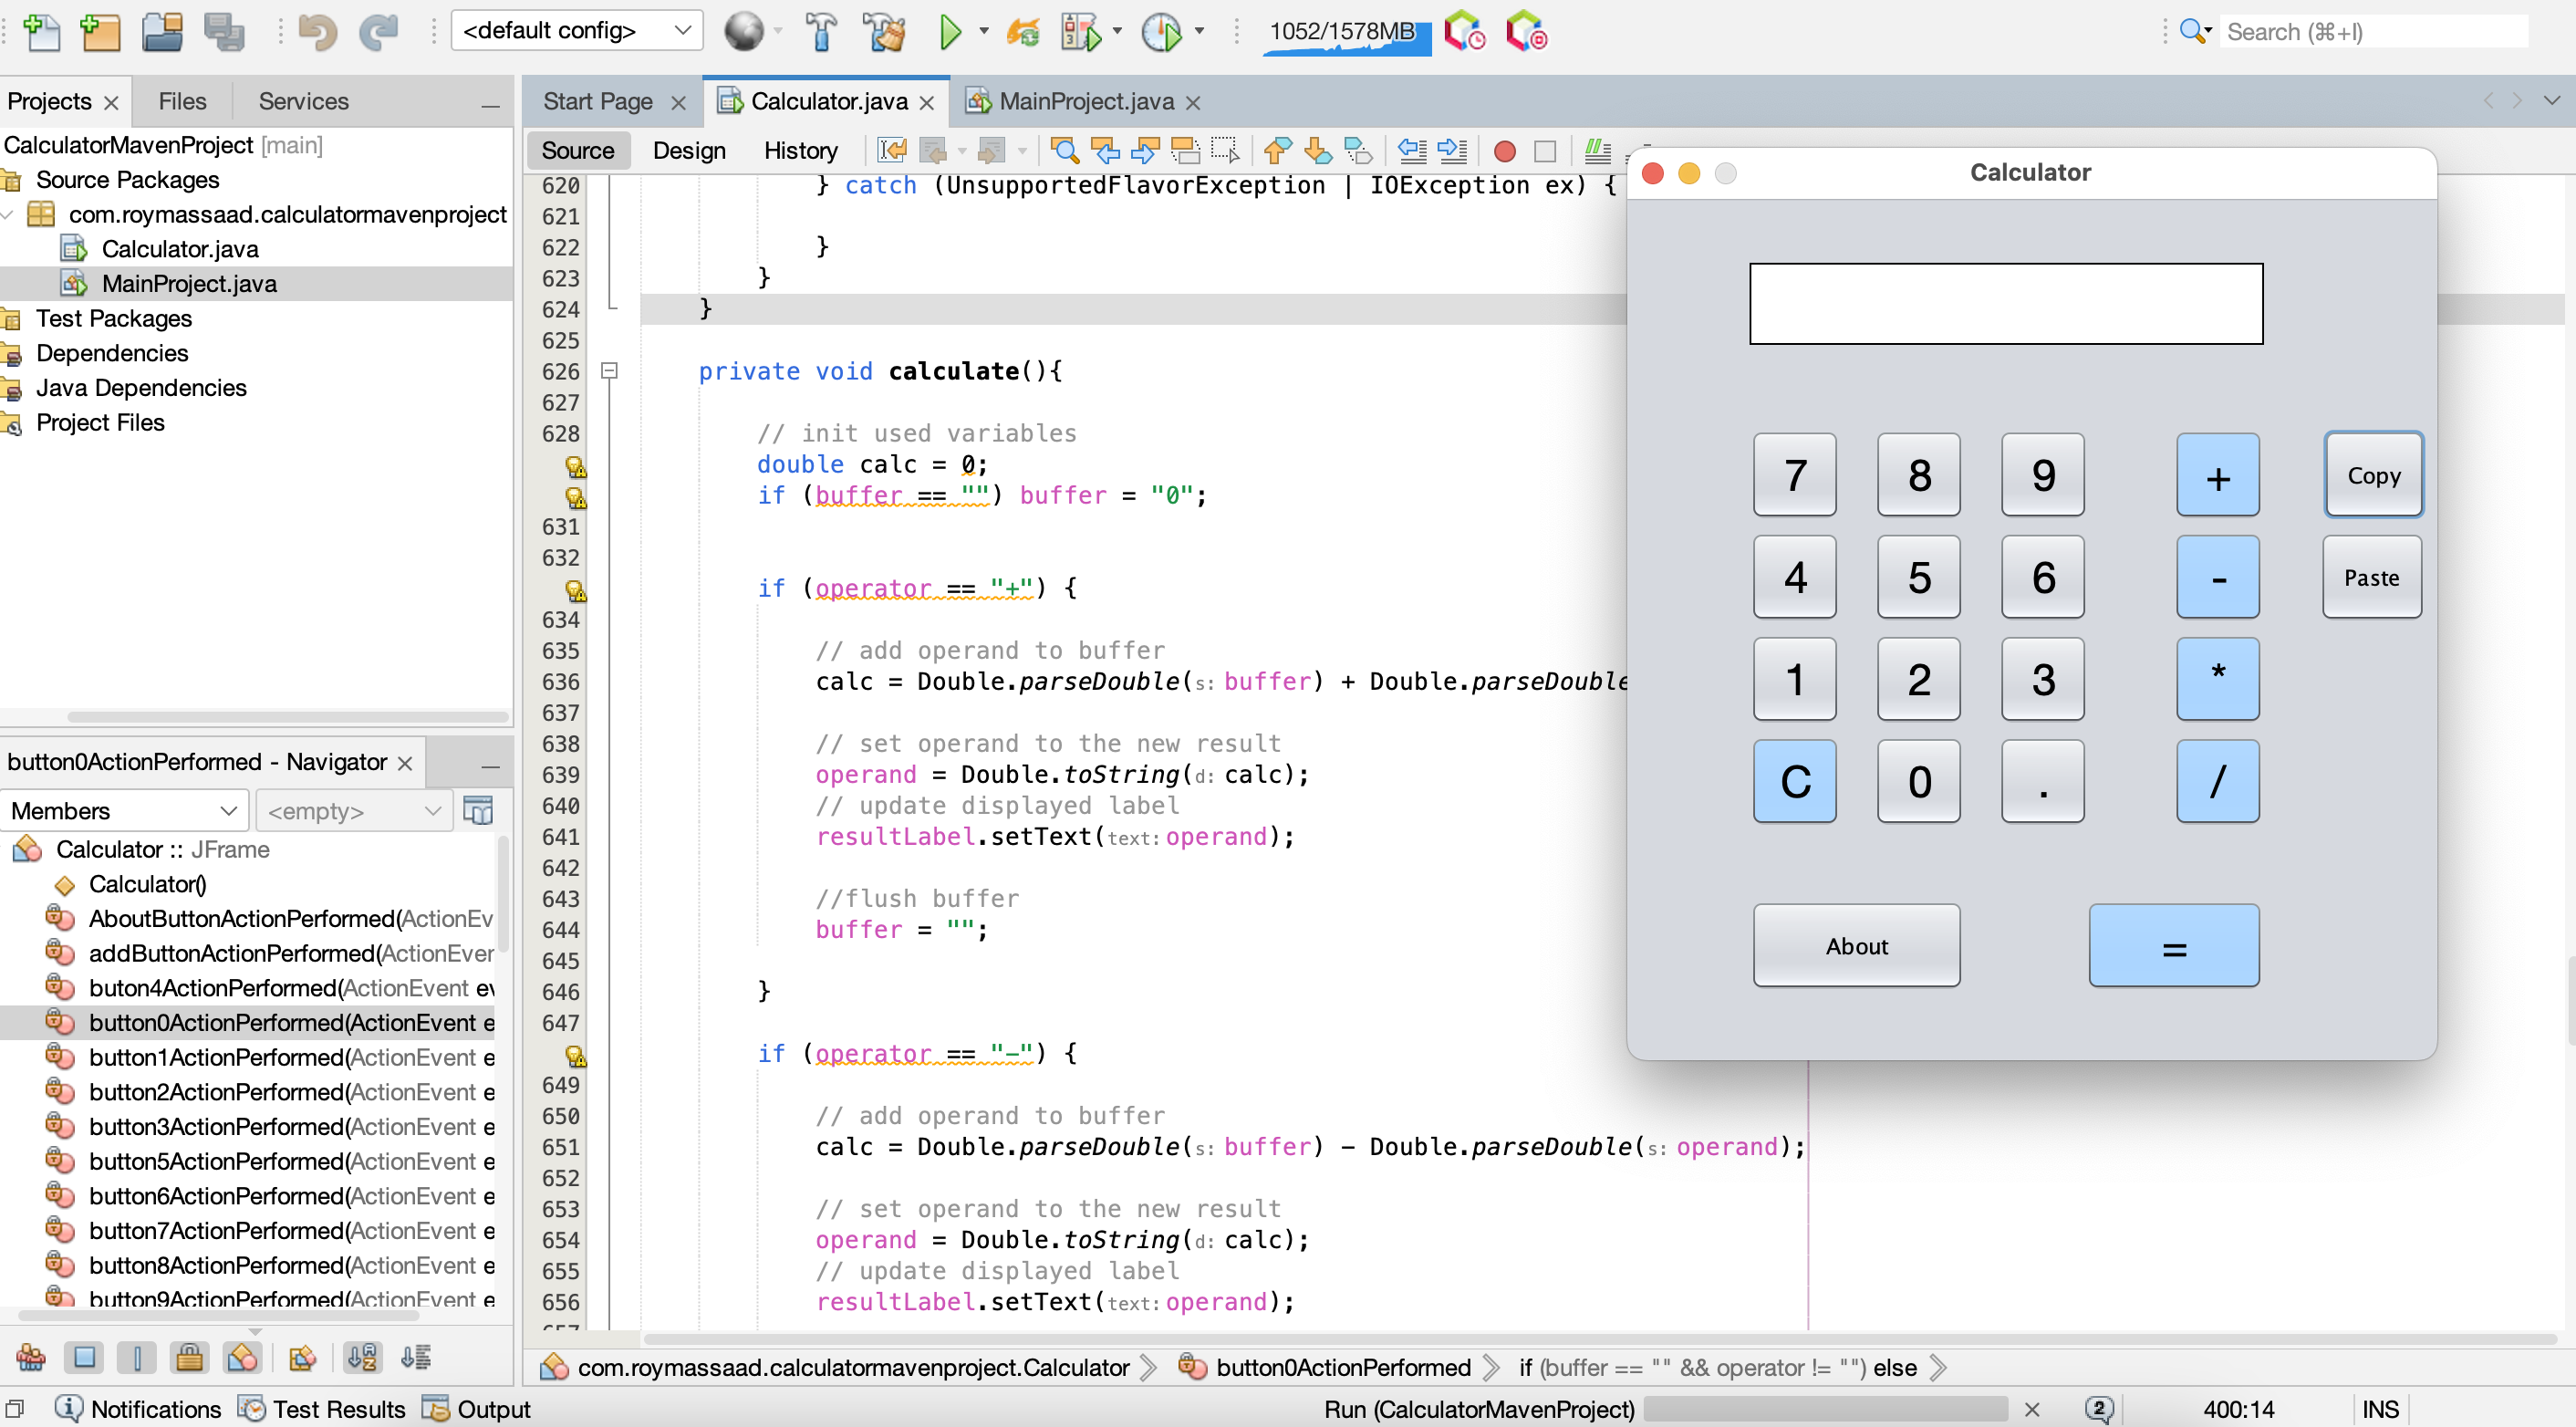 <default config>
1052/1578MB
Search (⌘+I)
Projects
Files
Services
CalculatorMavenProject [main]
Source Packages
com.roymassaad.calculatormavenproject
Calculator.java
MainProject.java
Test Packages
Dependencies
Java Dependencies
Project Files
button0ActionPerformed - Navigator
Members
<empty>
Calculator :: JFrame
Calculator()
AboutButtonActionPerformed(ActionEv
addButtonActionPerformed(ActionEver
buton4ActionPerformed(ActionEvent ev
button0ActionPerformed(ActionEvent e
button1ActionPerformed(ActionEvent e
button2ActionPerformed(ActionEvent e
button3ActionPerformed(ActionEvent e
button5ActionPerformed(ActionEvent e
button6ActionPerformed(ActionEvent e
button7ActionPerformed(ActionEvent e
button8ActionPerformed(ActionEvent e
button9ActionPerformed(ActionEvent e
Start Page
Calculator.java
MainProject.java
Source
Design
History
620 } catch (UnsupportedFlavorException | IOException ex) {
621
622 }
623 }
624 }
625
626 private void calculate(){
627
628 // init used variables
double calc = 0;
if (buffer == "") buffer = "0";
631
632
if (operator == "+") {
634
635 // add operand to buffer
636 calc = Double.parseDouble(s: buffer) + Double.parseDouble
637
638 // set operand to the new result
639 operand = Double.toString(d: calc);
640 // update displayed label
641 resultLabel.setText(text: operand);
642
643 //flush buffer
644 buffer = "";
645
646 }
647
if (operator == "-") {
649
650 // add operand to buffer
651 calc = Double.parseDouble(s: buffer) - Double.parseDouble(s: operand);
652
653 // set operand to the new result
654 operand = Double.toString(d: calc);
655 // update displayed label
656 resultLabel.setText(text: operand);
657
Calculator
7 8 9 + Copy
4 5 6 - Paste
1 2 3 *
C 0 . /
About =
com.roymassaad.calculatormavenproject.Calculator
button0ActionPerformed
if (buffer == "" && operator != "") else
Notifications
Test Results
Output
Run (CalculatorMavenProject)
2
400:14
INS